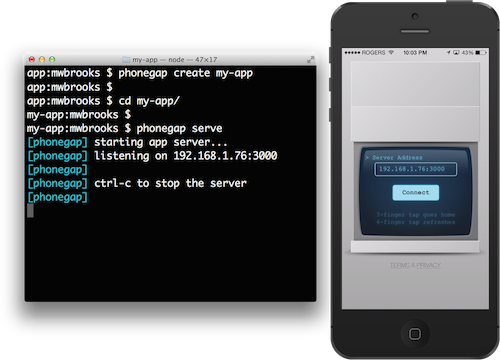 my-app — node — 47×17
app:mwbrooks $ phonegap create my-app
app:mwbrooks $
app:mwbrooks $ cd my-app/
my-app:mwbrooks $
my-app:mwbrooks $ phonegap serve
[phonegap] starting app server...
[phonegap] listening on 192.168.1.76:3000
[phonegap]
[phonegap] ctrl-c to stop the server
[phonegap]
ROGERS 10:03 PM 43%
Server Address
192.168.1.76:3000
Connect
3-finger tap goes home
4-finger tap refreshes
TERMS & PRIVACY